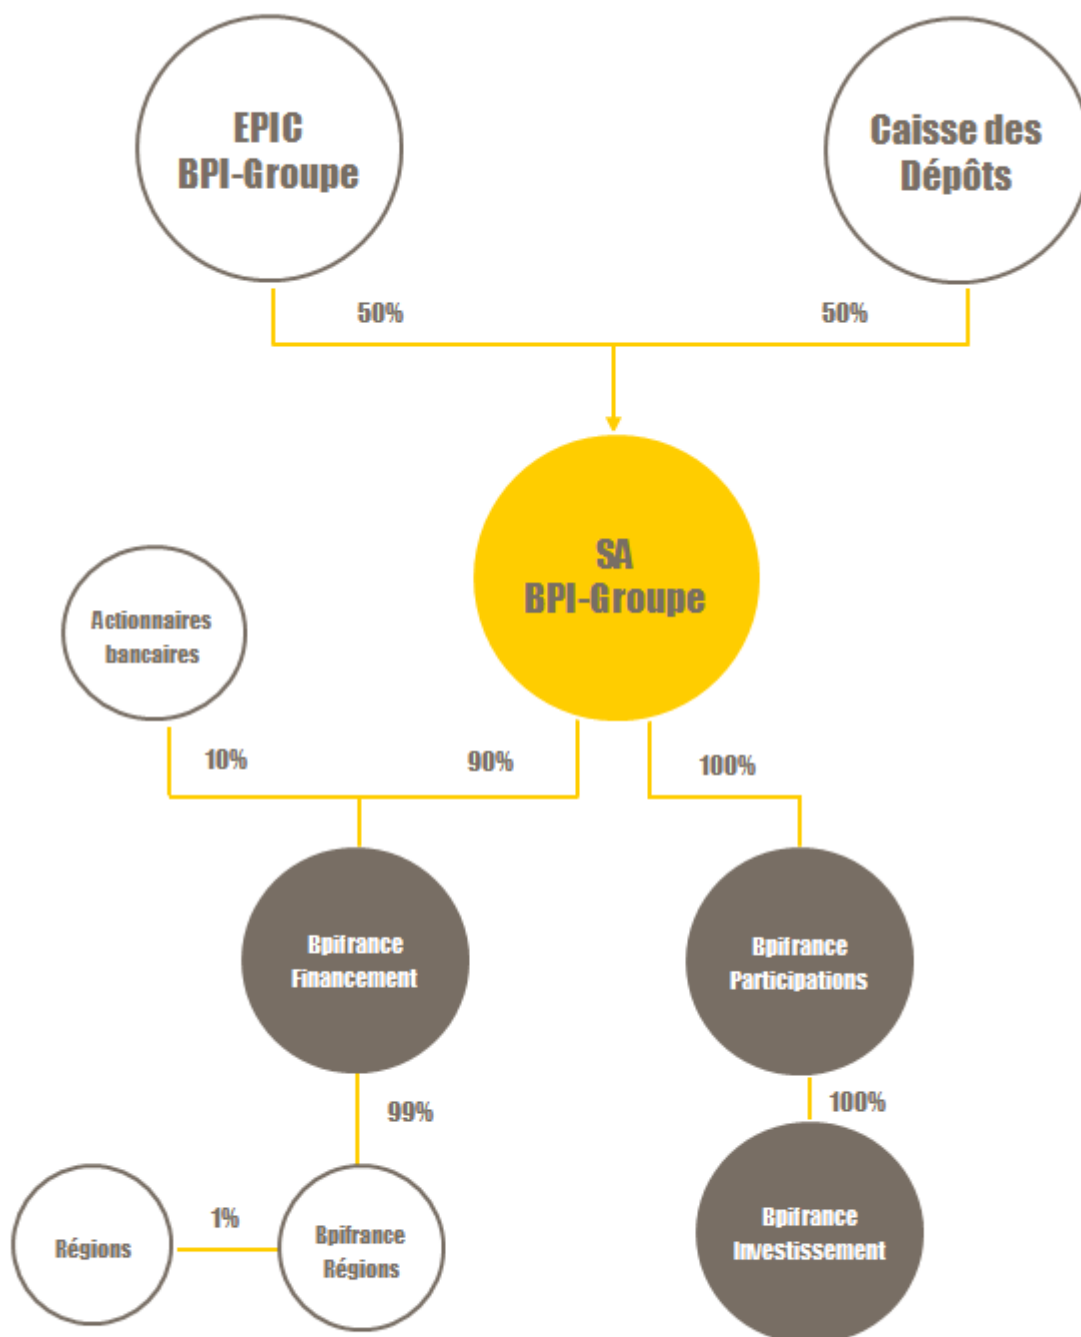 EPIC
BPI-Groupe
Caisse des
Dépôts
50%
50%
SA
BPI-Groupe
Actionnaires
bancaires
10%
90%
100%
Bpifrance
Financement
Bpifrance
Participations
99%
100%
Régions
1%
Bpifrance
Régions
Bpifrance
Investissement